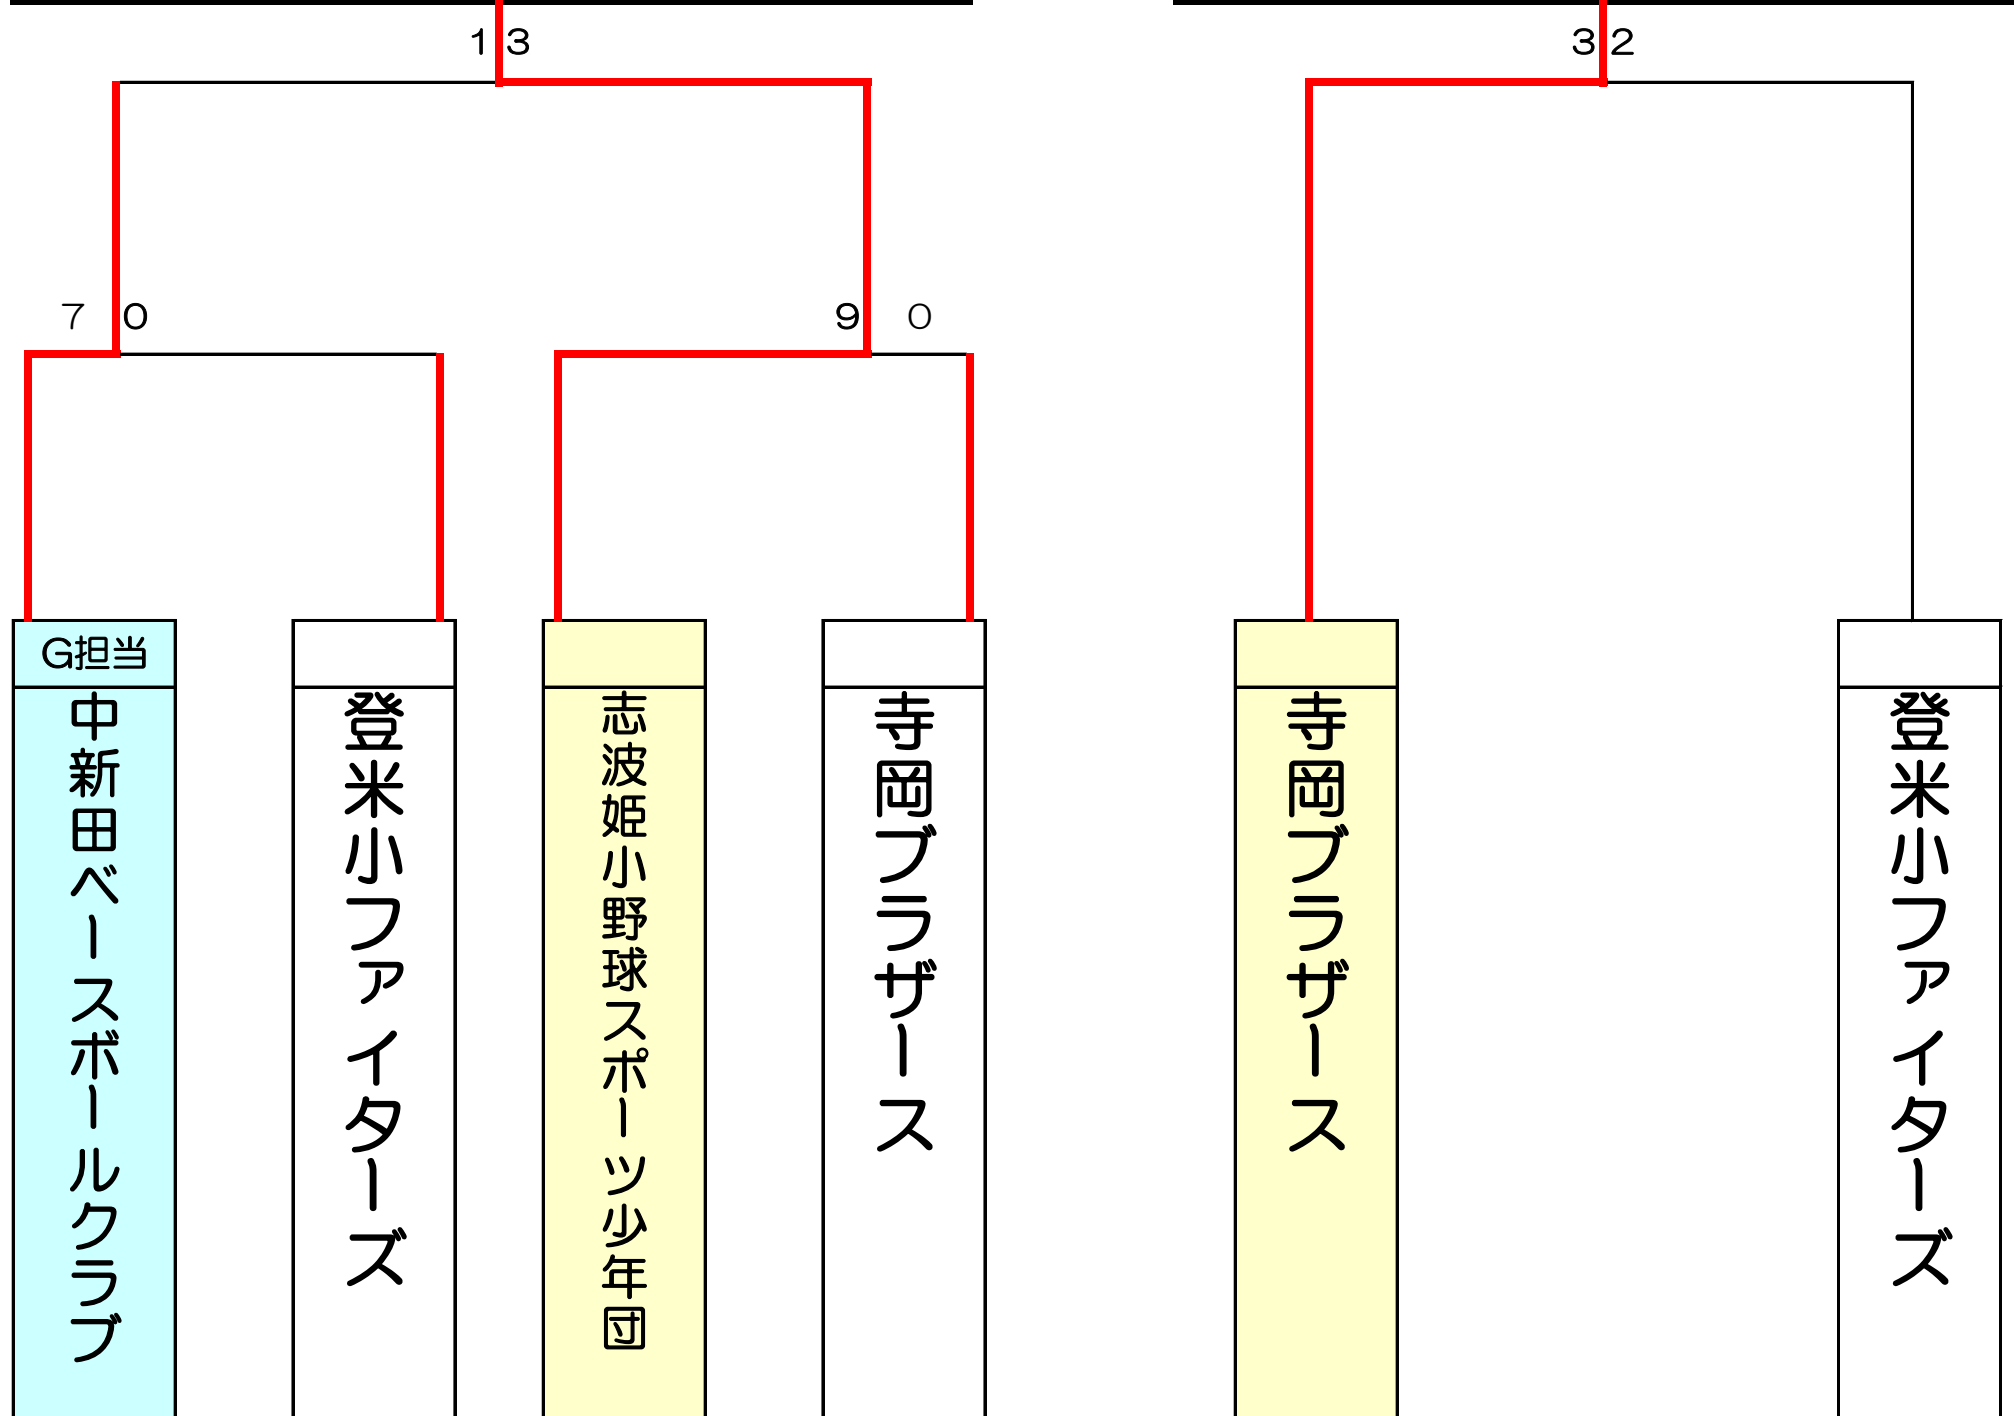 1 3
3 2
7 0
9 0
G担当
中新田ベースボールクラブ
登米小ファイターズ
志波姫小野球スポーツ少年団
寺岡ブラザース
寺岡ブラザース
登米小ファイターズ